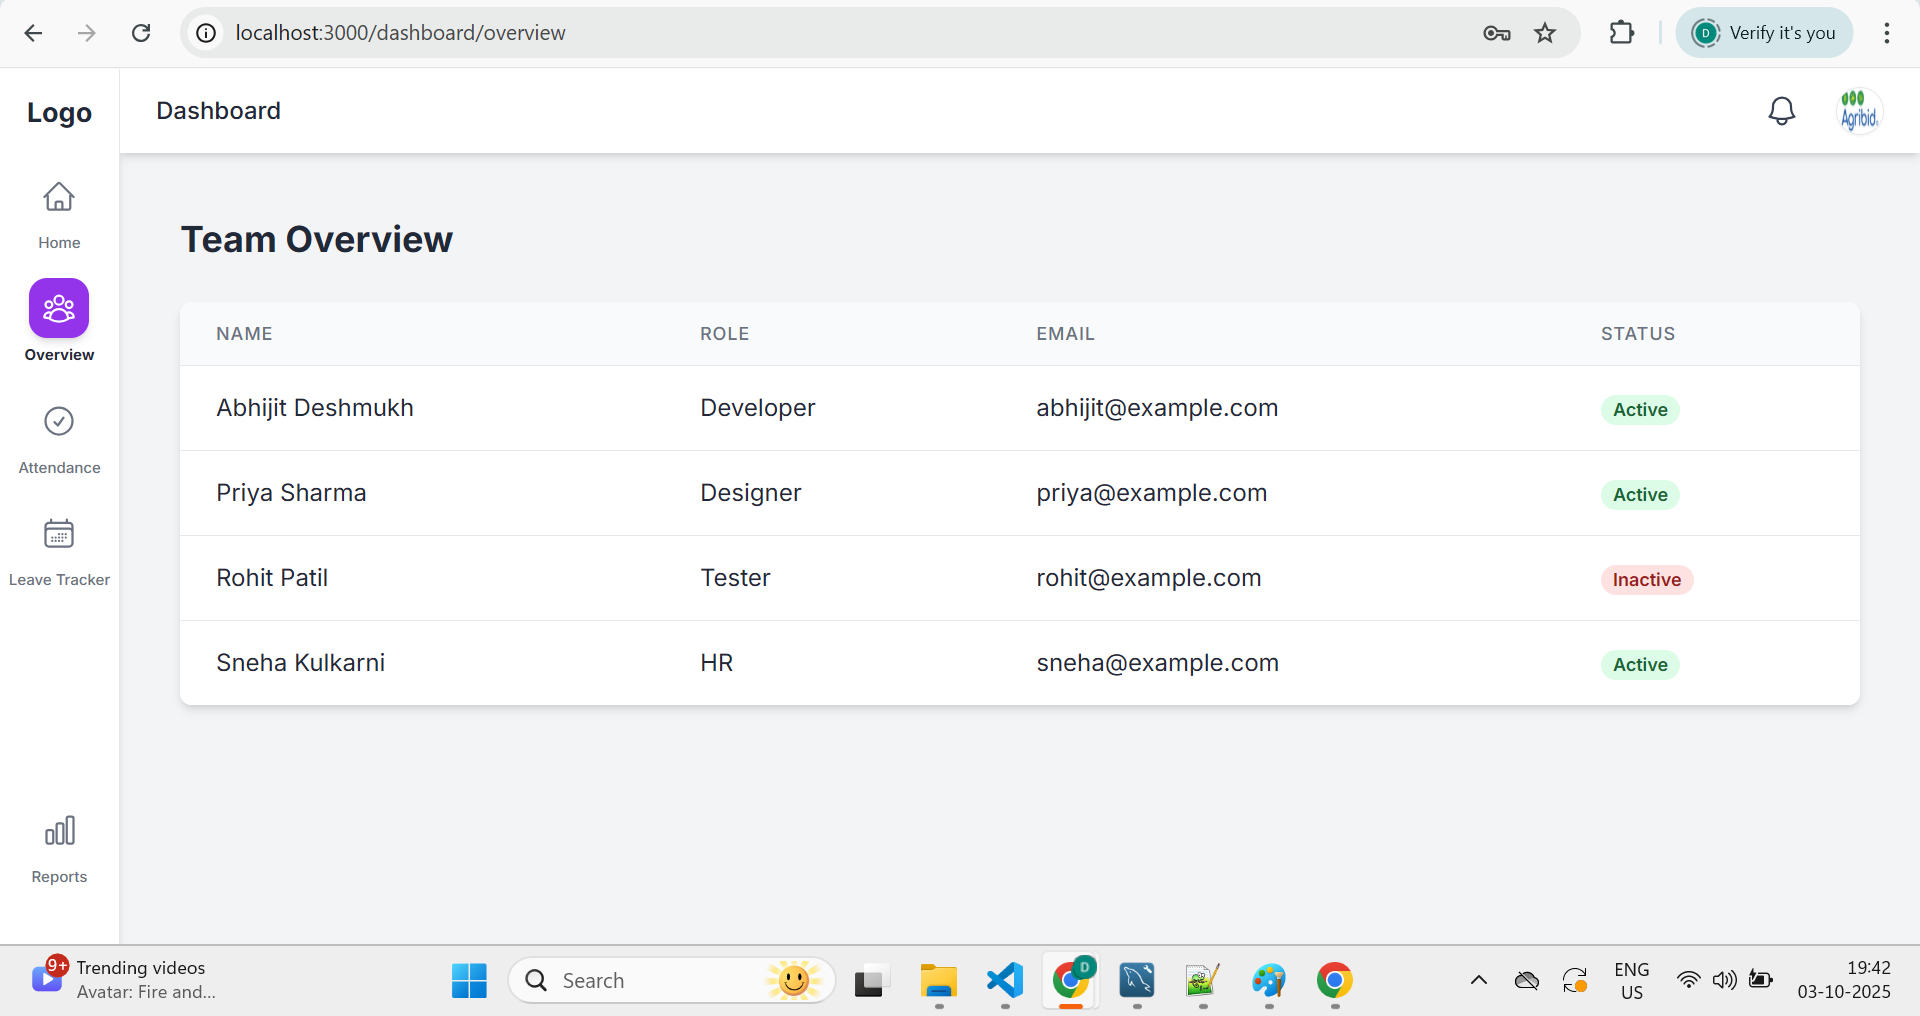 localhost:3000/dashboard/overview
D
Verify it's you
Logo
Dashboard
Agribid
Home
Overview
Attendance
Leave Tracker
Reports
Team Overview
NAME ROLE EMAIL STATUS
Abhijit Deshmukh Developer abhijit@example.com Active
Priya Sharma Designer priya@example.com Active
Rohit Patil Tester rohit@example.com Inactive
Sneha Kulkarni HR sneha@example.com Active
9+
Trending videos
Avatar: Fire and...
Search
D
ENG
US
19:42
03-10-2025